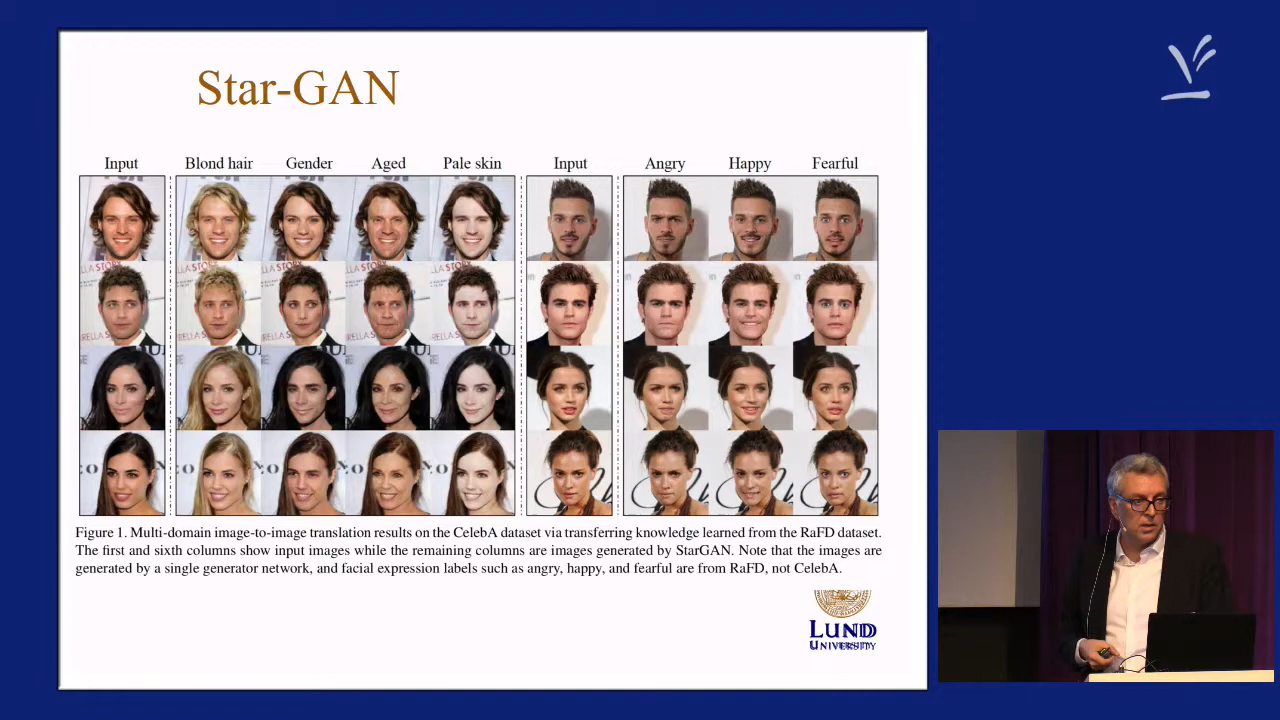 Star-GAN
Input Blond hair Gender Aged Pale skin Input Angry Happy Fearful
Figure 1. Multi-domain image-to-image translation results on the CelebA dataset via transferring knowledge learned from the RaFD dataset.
The first and sixth columns show input images while the remaining columns are images generated by StarGAN. Note that the images are
generated by a single generator network, and facial expression labels such as angry, happy, and fearful are from RaFD, not CelebA.
LUND
UNIVERSITY